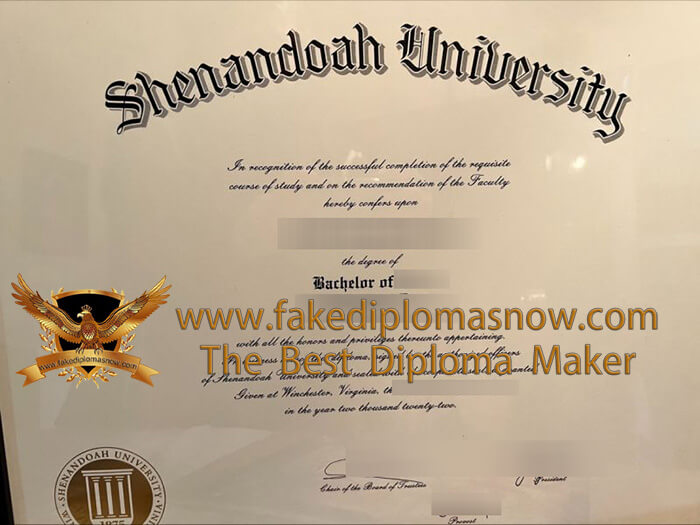 Shenandoah University
In recognition of the successful completion of the requisite
course of study and on the recommendation of the Faculty
hereby confers upon
the degree of
Bachelor of
www.fakediplomasnow.com
www.fakediplomasnow.com
with all the honors and privileges thereunto appertaining.
The Best Diploma Maker
of Shenandoah University and
Given at Winchester, Virginia,
in the year two thousand twenty-two.
SHENANDOAH UNIVERSITY
1875
Chair of the Board of Trustees
President
Provost